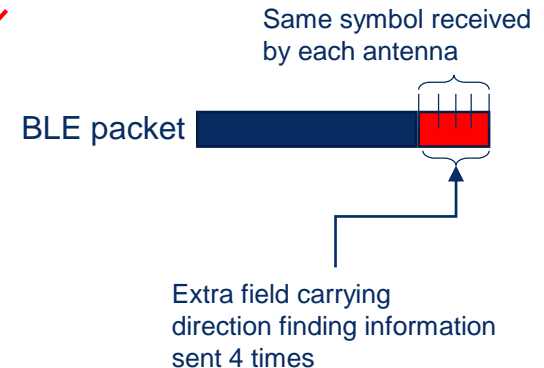 Same symbol received
by each antenna
BLE packet
Extra field carrying
direction finding information
sent 4 times